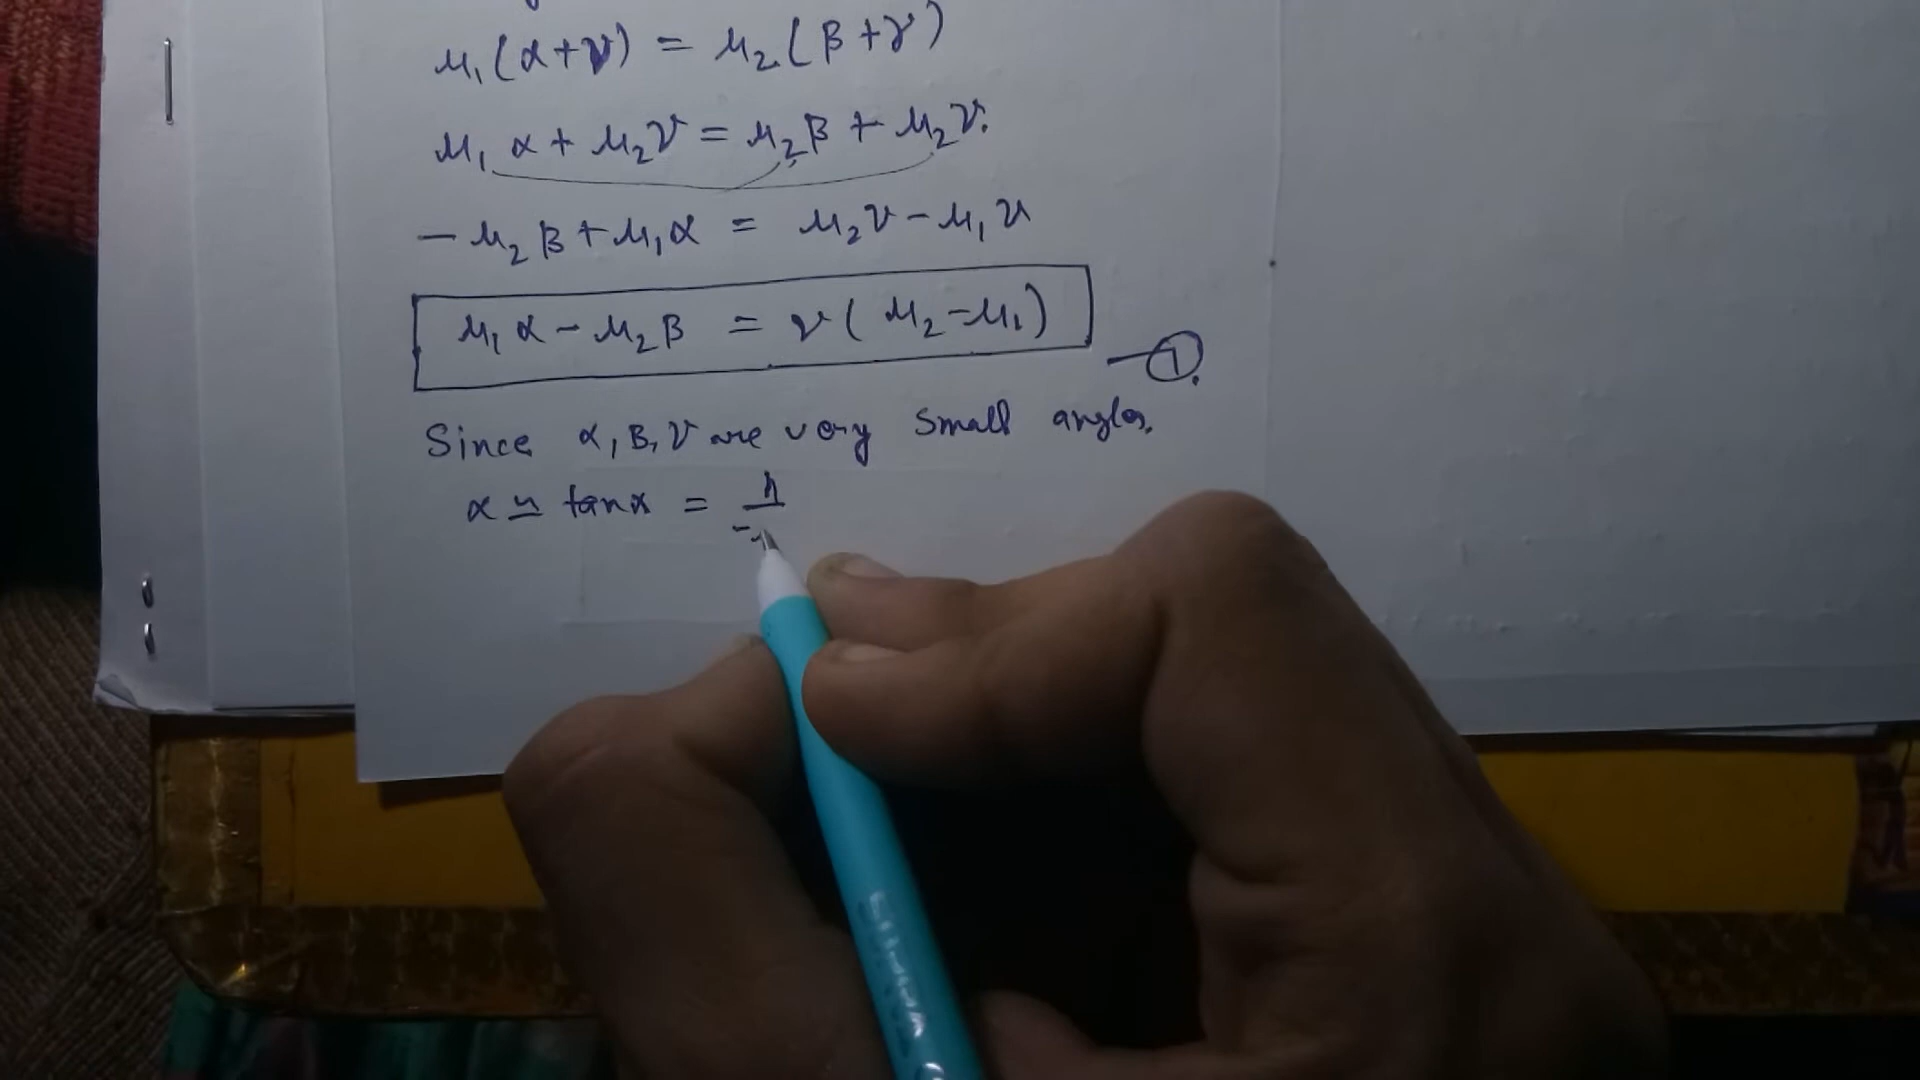 μ₁(α+γ) = μ₂(β+γ)
μ₁α + μ₂γ = μ₂β + μ₂γ.
- μ₂β + μ₁α = μ₂γ - μ₁γ
μ₁α - μ₂β = γ(μ₂-μ₁)
— ①.
Since α, β, γ are very small angles.
α ≃ tanα = h/-